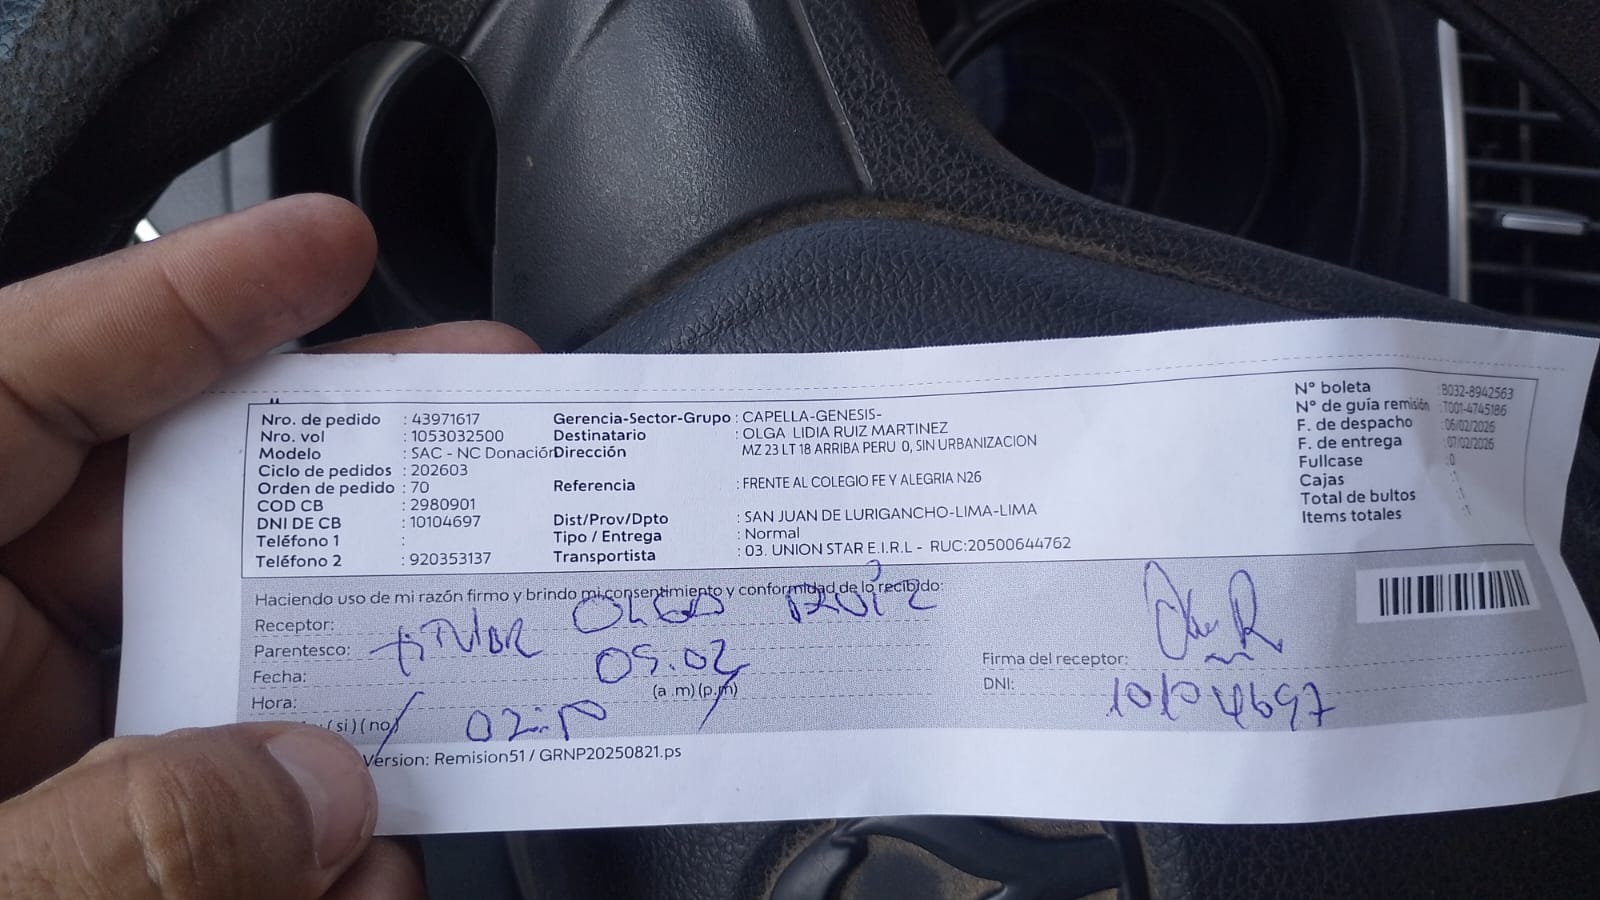 Nro. de pedido : 43971617
Nro. vol : 1053032500
Modelo : SAC - NC Donación
Ciclo de pedidos : 202603
Orden de pedido : 70
COD CB : 2980901
DNI DE CB : 10104697
Teléfono 1 :
Teléfono 2 : 920353137
Gerencia-Sector-Grupo : CAPELLA-GENESIS-
Destinatario : OLGA LIDIA RUIZ MARTINEZ
Dirección MZ 23 LT 18 ARRIBA PERU 0, SIN URBANIZACION
Referencia : FRENTE AL COLEGIO FE Y ALEGRIA N26
Dist/Prov/Dpto : SAN JUAN DE LURIGANCHO-LIMA-LIMA
Tipo / Entrega : Normal
Transportista : 03. UNION STAR E.I.R.L - RUC:20500644762
N° boleta : B032-8942563
N° de guía remisión : T001-4745186
F. de despacho : 06/02/2026
F. de entrega : 07/02/2026
Fullcase : 0
Cajas : 1
Total de bultos : 1
Items totales : 1
Haciendo uso de mi razón firmo y brindo mi consentimiento y conformidad de lo recibido:
Receptor: OLGA RUIZ
Parentesco: TITULAR
Fecha: 09.02
Hora: (a .m) (p.m)
(si) (no)
Firma del receptor:
DNI: 10104697
Version: Remision51 / GRNP20250821.ps